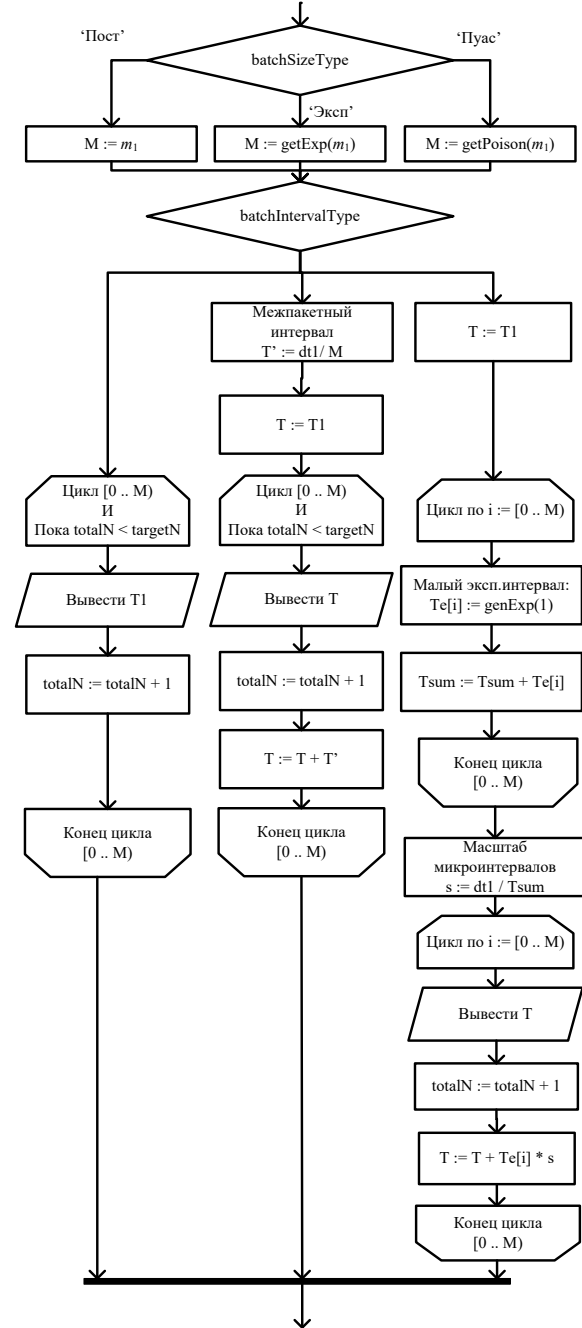 ‘Пост’
‘Пуас’
batchSizeType
‘Эксп’
M := m₁
M := getExp(m₁)
M := getPoison(m₁)
batchIntervalType
Межпакетный
интервал
T’ := dt1/ M
T := T1
T := T1
Цикл [0 .. M)
И
Пока totalN < targetN
Цикл [0 .. M)
И
Пока totalN < targetN
Цикл по i := [0 .. M)
Вывести T1
Вывести T
Малый эксп.интервал:
Te[i] := genExp(1)
totalN := totalN + 1
totalN := totalN + 1
Tsum := Tsum + Te[i]
T := T + T’
Конец цикла
[0 .. M)
Конец цикла
[0 .. M)
Конец цикла
[0 .. M)
Масштаб
микроинтервалов
s := dt1 / Tsum
Цикл по i := [0 .. M)
Вывести T
totalN := totalN + 1
T := T + Te[i] * s
Конец цикла
[0 .. M)